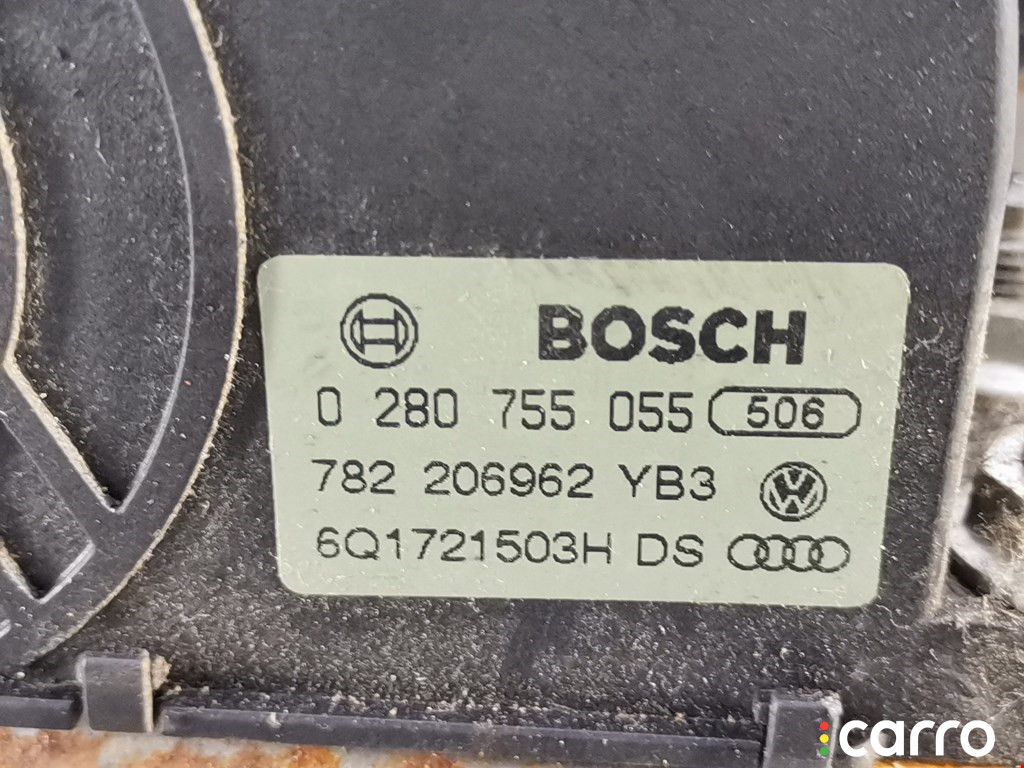 BOSCH
0 280 755 055 506
782 206962 YB3
6Q1721503H DS
carro